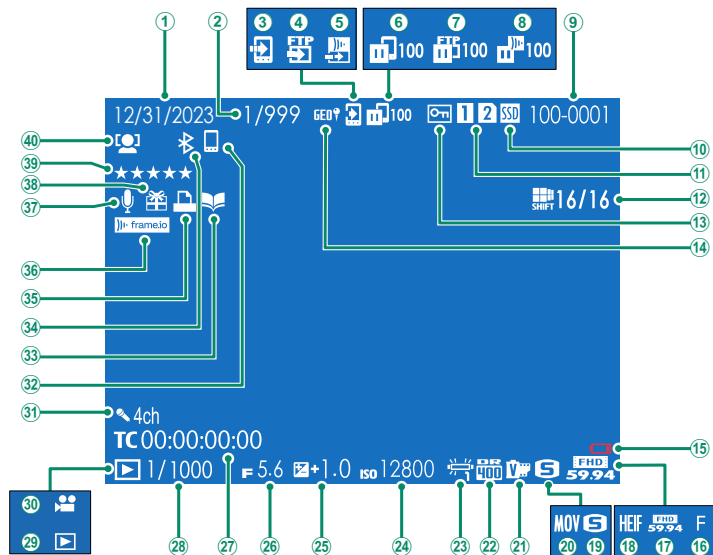 3 4 5 6 7 8
FTP 100 FTP 100 100
1 2 9
12/31/2023 1/999 GEO 100 1 2 SSD 100-0001
40 10
39 ★★★★★ 11
38 SHIFT 16/16 12
37 13
frame.io 14
36
35
34
33
32
31 4ch
TC 00:00:00:00
15
1/1000 F 5.6 +1.0 ISO 12800 DR 400 V S FHD 59.94
30 MOV S HEIF FHD 59.94 F
29 28 27 26 25 24 23 22 21 20 19 18 17 16